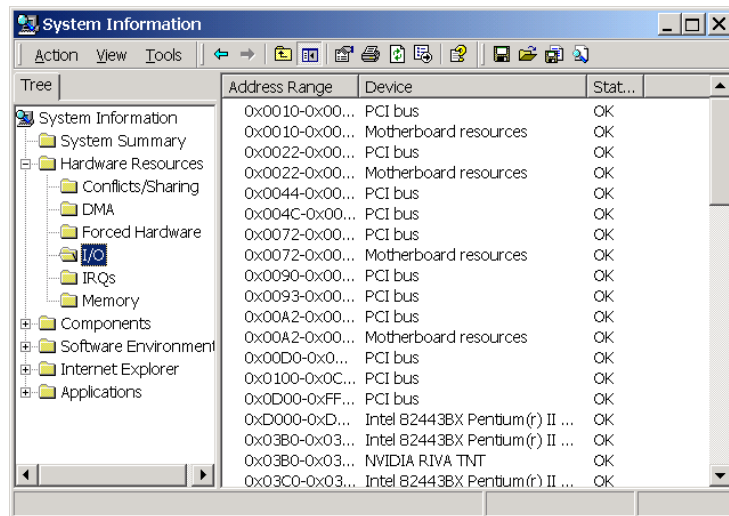 System Information
Action View Tools
Tree
System Information
System Summary
Hardware Resources
Conflicts/Sharing
DMA
Forced Hardware
I/O
IRQs
Memory
Components
Software Environment
Internet Explorer
Applications
Address Range Device Stat...
0x0010-0x00... PCI bus OK
0x0010-0x00... Motherboard resources OK
0x0022-0x00... PCI bus OK
0x0022-0x00... Motherboard resources OK
0x0044-0x00... PCI bus OK
0x004C-0x00... PCI bus OK
0x0072-0x00... PCI bus OK
0x0072-0x00... Motherboard resources OK
0x0090-0x00... PCI bus OK
0x0093-0x00... PCI bus OK
0x00A2-0x00... PCI bus OK
0x00A2-0x00... Motherboard resources OK
0x00D0-0x0... PCI bus OK
0x0100-0x0C... PCI bus OK
0x0D00-0xFF... PCI bus OK
0xD000-0xD... Intel 82443BX Pentium(r) II ... OK
0x03B0-0x03... Intel 82443BX Pentium(r) II ... OK
0x03B0-0x03... NVIDIA RIVA TNT OK
0x03C0-0x03... Intel 82443BX Pentium(r) II ... OK